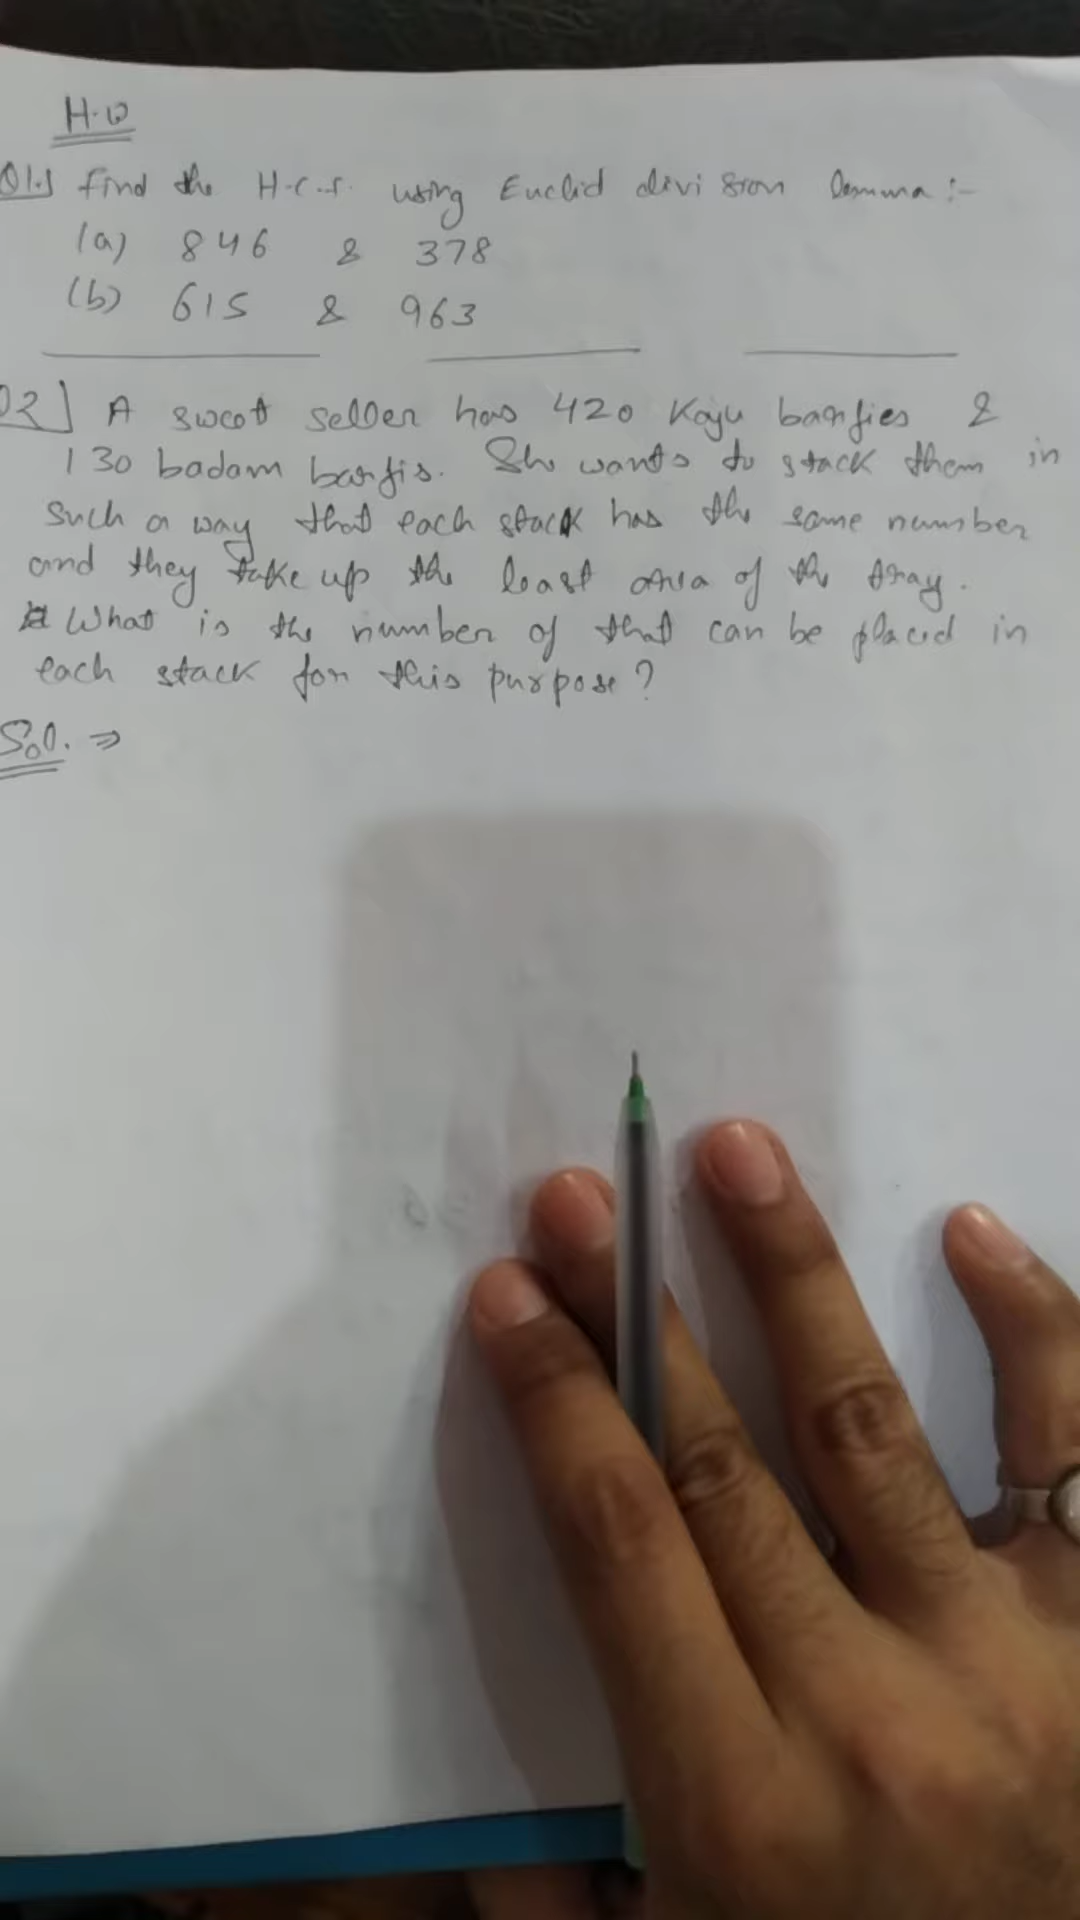 H.W
Q1.] find the H.C.F. using Euclid division lemma :-
(a) 846 & 378
(b) 615 & 963
Q2] A sweet seller has 420 Kaju barfies &
130 badam barfis. She wants to stack them in
such a way that each stack has the same number
and they take up the least area of the tray.
What is the number of that can be placed in
each stack for this purpose?
Sol. ⇒